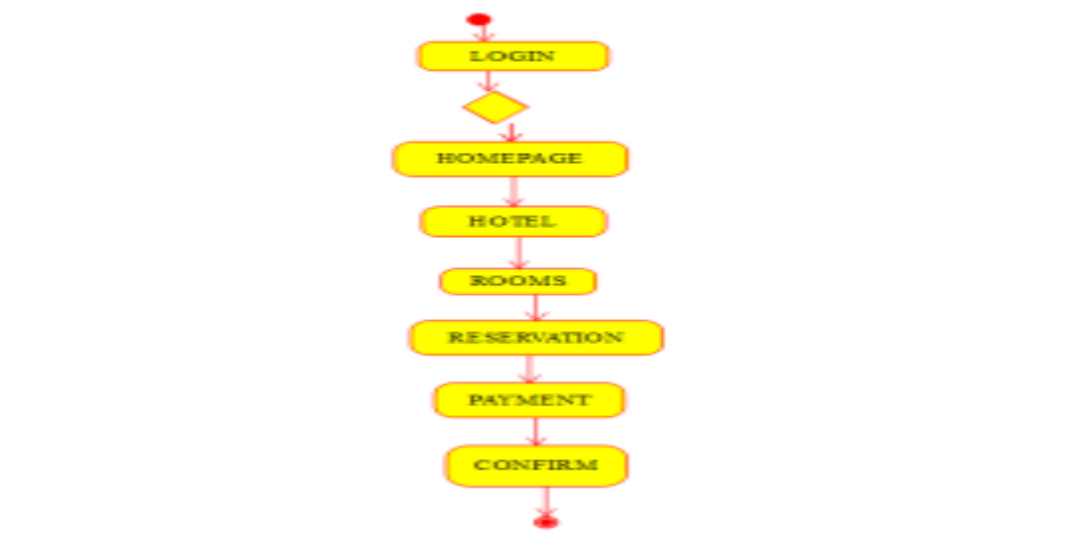 LOGIN
HOMEPAGE
HOTEL
ROOMS
RESERVATION
PAYMENT
CONFIRM